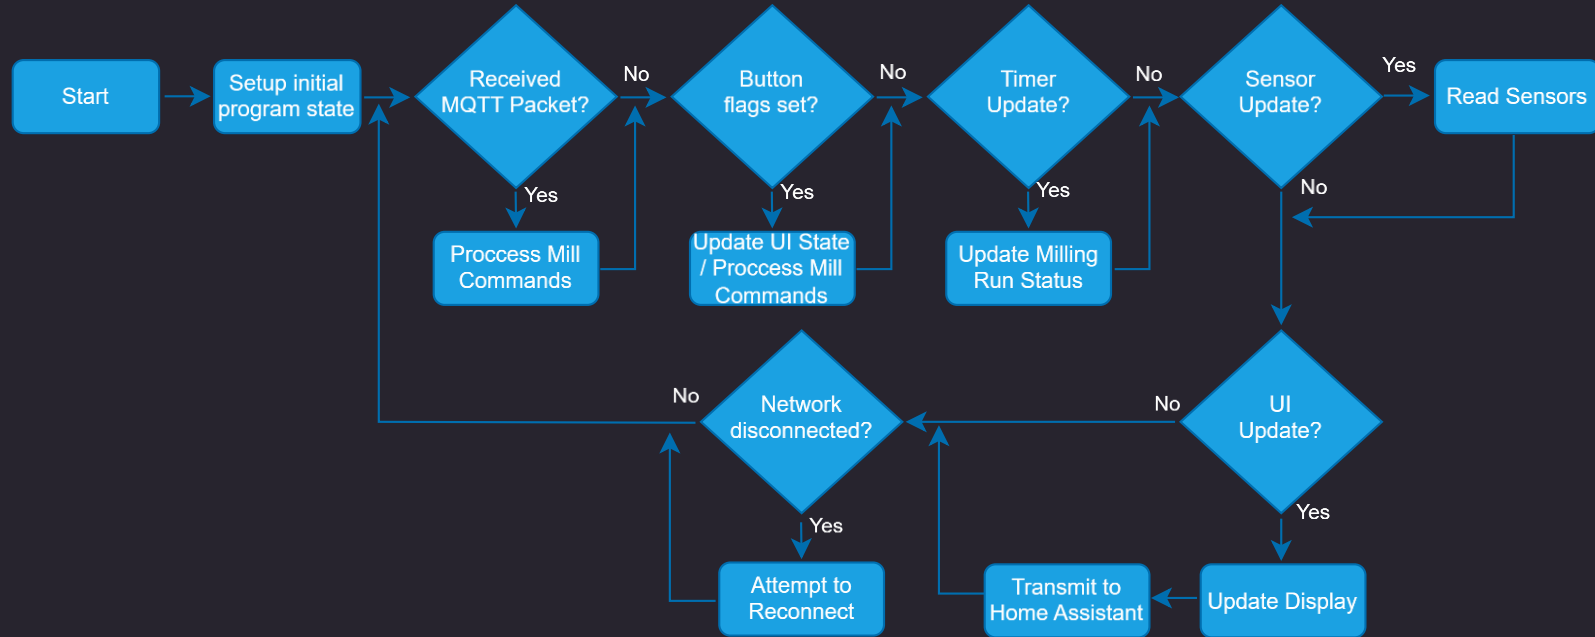 Start
Setup initial
program state
Received
MQTT Packet?
No
Yes
Proccess Mill
Commands
Button
flags set?
No
Yes
Update UI State
/ Proccess Mill
Commands
Timer
Update?
No
Yes
Update Milling
Run Status
Sensor
Update?
Yes
Read Sensors
No
UI
Update?
No
Yes
Update Display
Transmit to
Home Assistant
Network
disconnected?
No
Yes
Attempt to
Reconnect